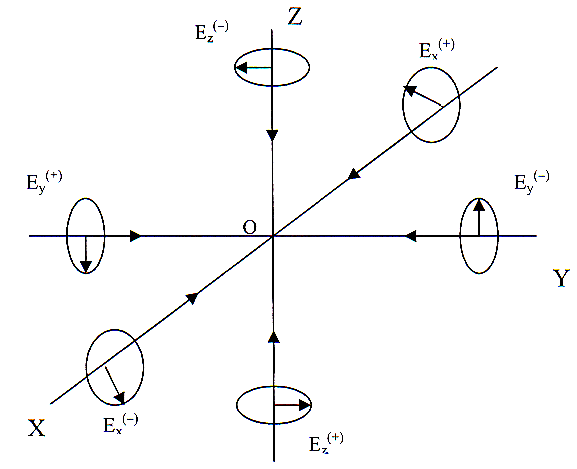 Z
E_z^(−)
E_x^(+)
E_y^(+)
E_y^(−)
O
Y
X
E_x^(−)
E_z^(+)